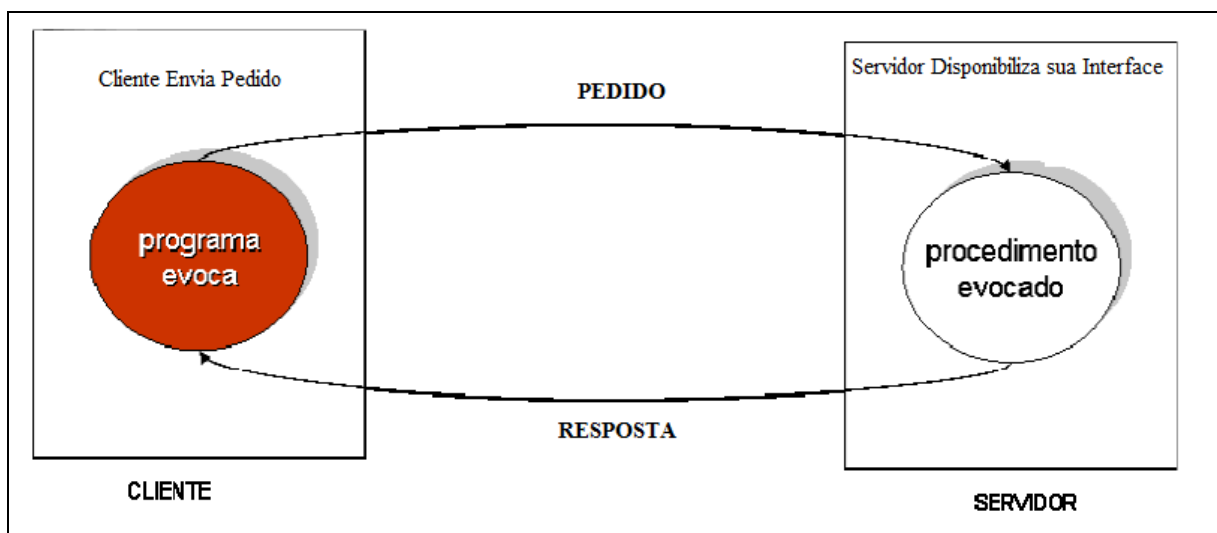 Cliente Envia Pedido
Servidor Disponibiliza sua Interface
PEDIDO
programa
evoca
procedimento
evocado
RESPOSTA
CLIENTE
SERVIDOR